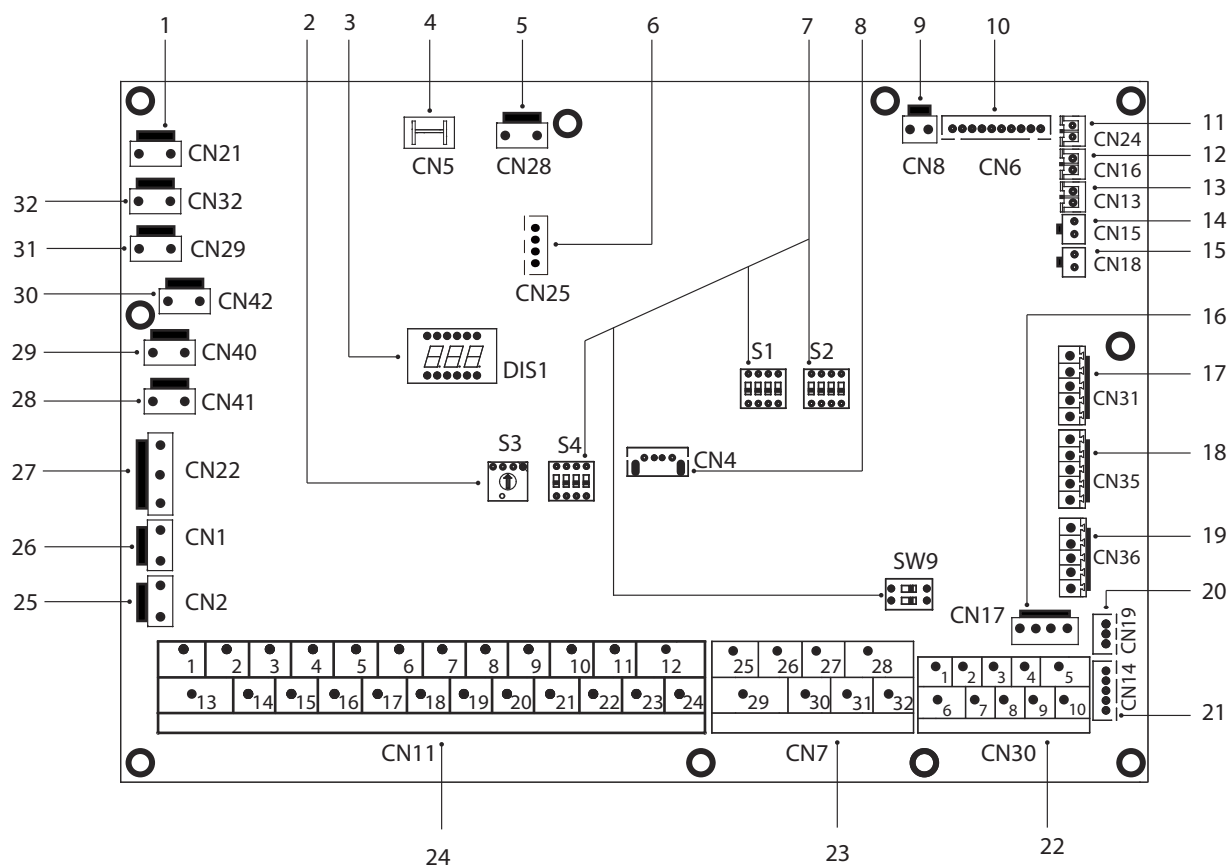 1 2 3 4 5 6 7 8 9 10
CN21
CN5
CN28
CN8
CN6
CN24
11
CN16
12
CN13
13
CN15
14
CN18
15
32
CN32
31
CN29
30
CN42
CN25
29
CN40
DIS1
28
CN41
S1
S2
16
CN31
17
27
CN22
S3
S4
CN4
CN35
18
26
CN1
CN36
19
25
CN2
SW9
CN17
CN19
20
1 2 3 4 5 6 7 8 9 10 11 12
25 26 27 28
1 2 3 4 5
13 14 15 16 17 18 19 20 21 22 23 24
29 30 31 32
6 7 8 9 10
CN14
21
CN11
CN7
CN30
24
23
22